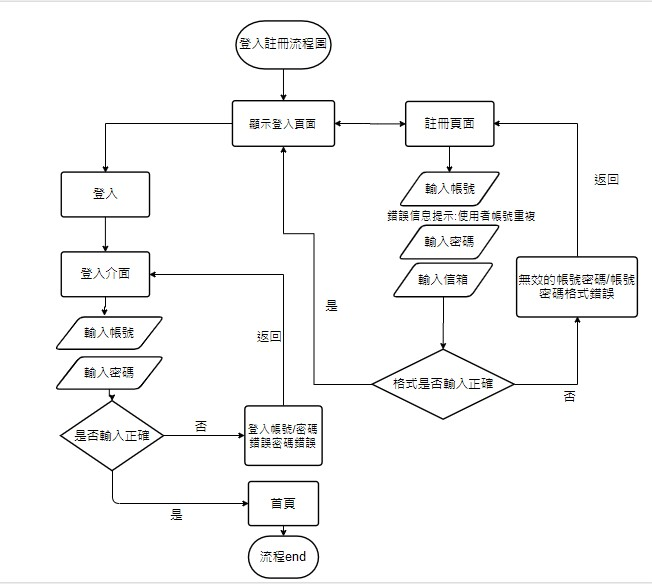 登入註冊流程圖
顯示登入頁面
註冊頁面
登入
輸入帳號
錯誤信息提示:使用者帳號重複
輸入密碼
輸入信箱
返回
無效的帳號密碼/帳號
密碼格式錯誤
登入介面
是
輸入帳號
返回
輸入密碼
格式是否輸入正確
否
是否輸入正確
否
登入帳號/密碼
錯誤密碼錯誤
是
首頁
流程end